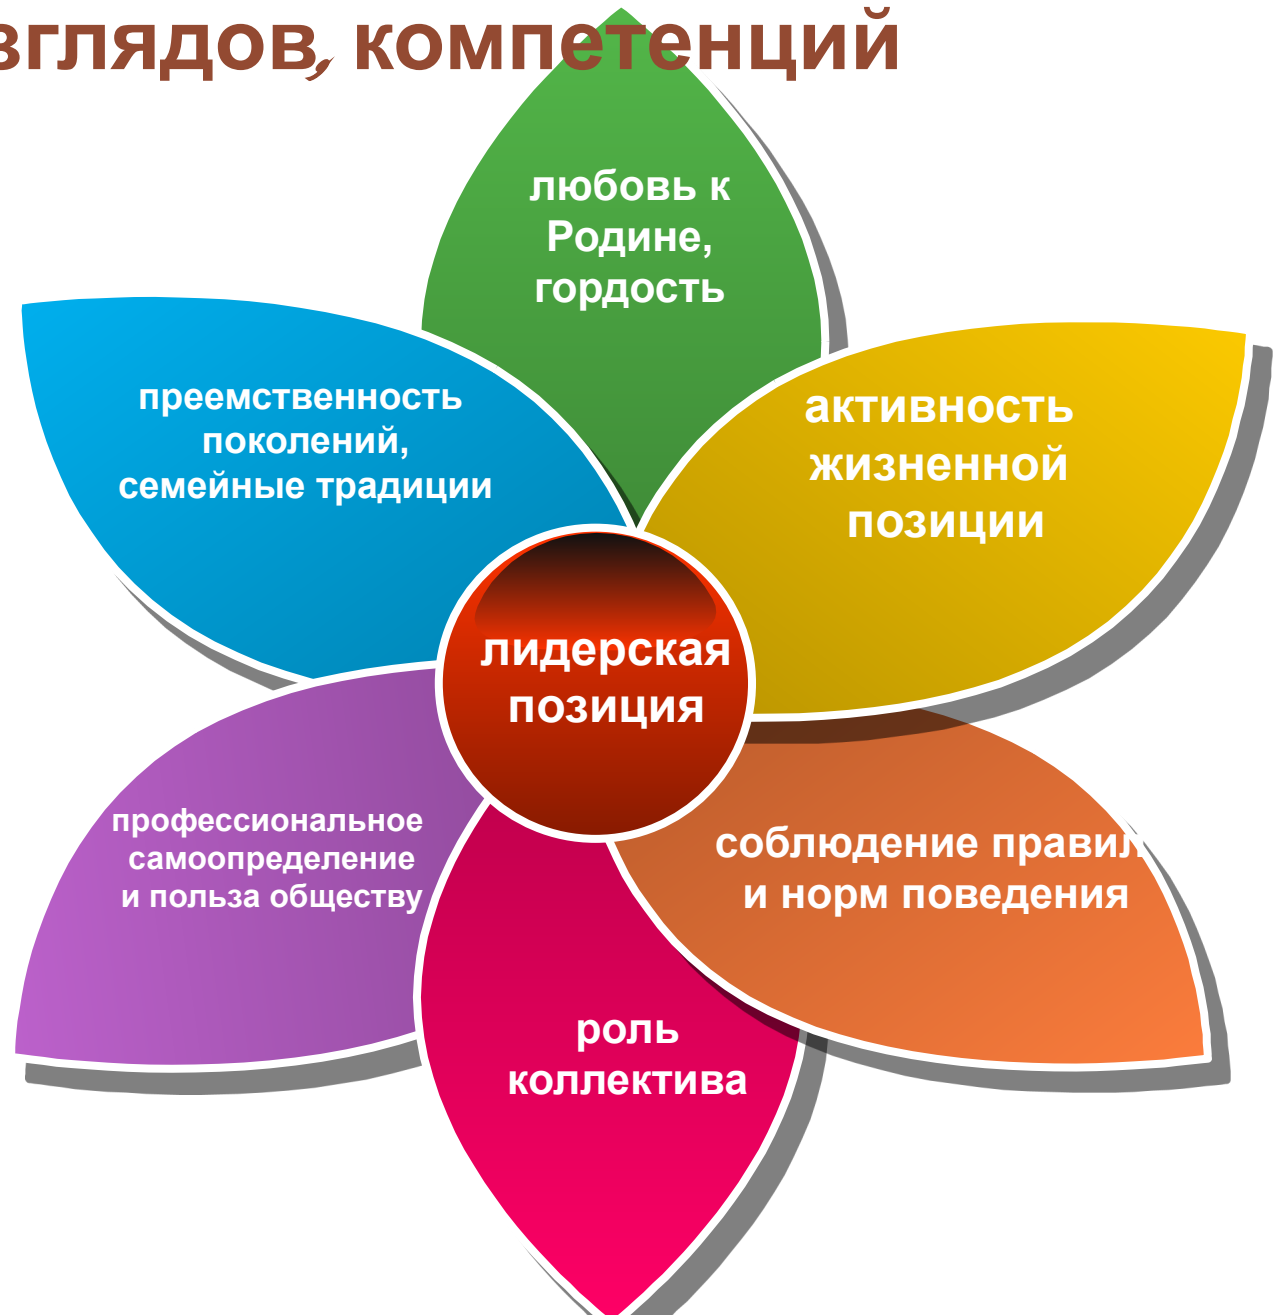 зглядов, компетенций
любовь к
Родине,
гордость
преемственность
поколений,
семейные традиции
активность
жизненной
позиции
лидерская
позиция
профессиональное
самоопределение
и польза обществу
соблюдение правил
и норм поведения
роль
коллектива